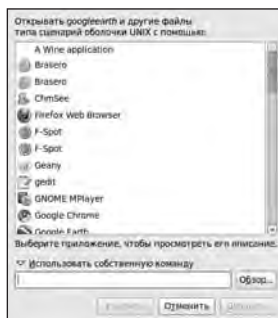 Открывать googleearth и другие файлы
типа сценарий оболочки UNIX с помощью:
A Wine application
Brasero
Brasero
ChmSee
Firefox Web Browser
F-Spot
F-Spot
Geany
gedit
GNOME MPlayer
Google Chrome
Google Earth
Выберите приложение, чтобы просмотреть его описание.
Использовать собственную команду
Обзор...
Отменить